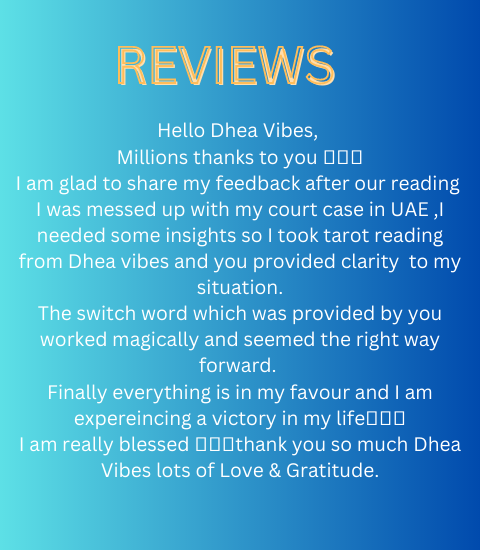 REVIEWS
Hello Dhea Vibes,
Millions thanks to you □□□
I am glad to share my feedback after our reading
I was messed up with my court case in UAE ,I
needed some insights so I took tarot reading
from Dhea vibes and you provided clarity  to my
situation.
The switch word which was provided by you
worked magically and seemed the right way
forward.
Finally everything is in my favour and I am
expereincing a victory in my life□□□
I am really blessed □□□thank you so much Dhea
Vibes lots of Love & Gratitude.